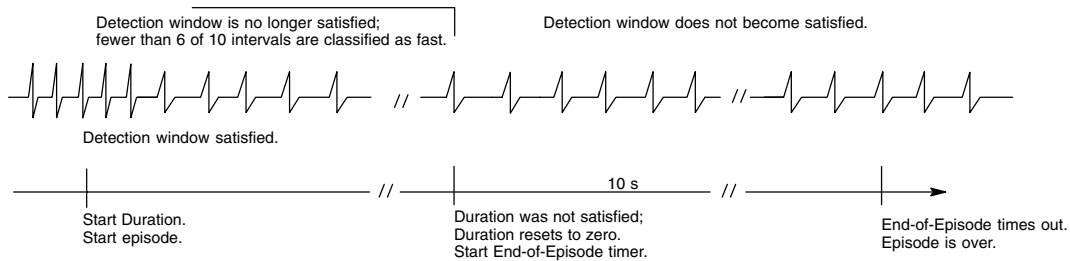 Detection window is no longer satisfied;
fewer than 6 of 10 intervals are classified as fast.
Detection window does not become satisfied.
//
//
Detection window satisfied.
//
10 s
//
Start Duration.
Start episode.
Duration was not satisfied;
Duration resets to zero.
Start End-of-Episode timer.
End-of-Episode times out.
Episode is over.